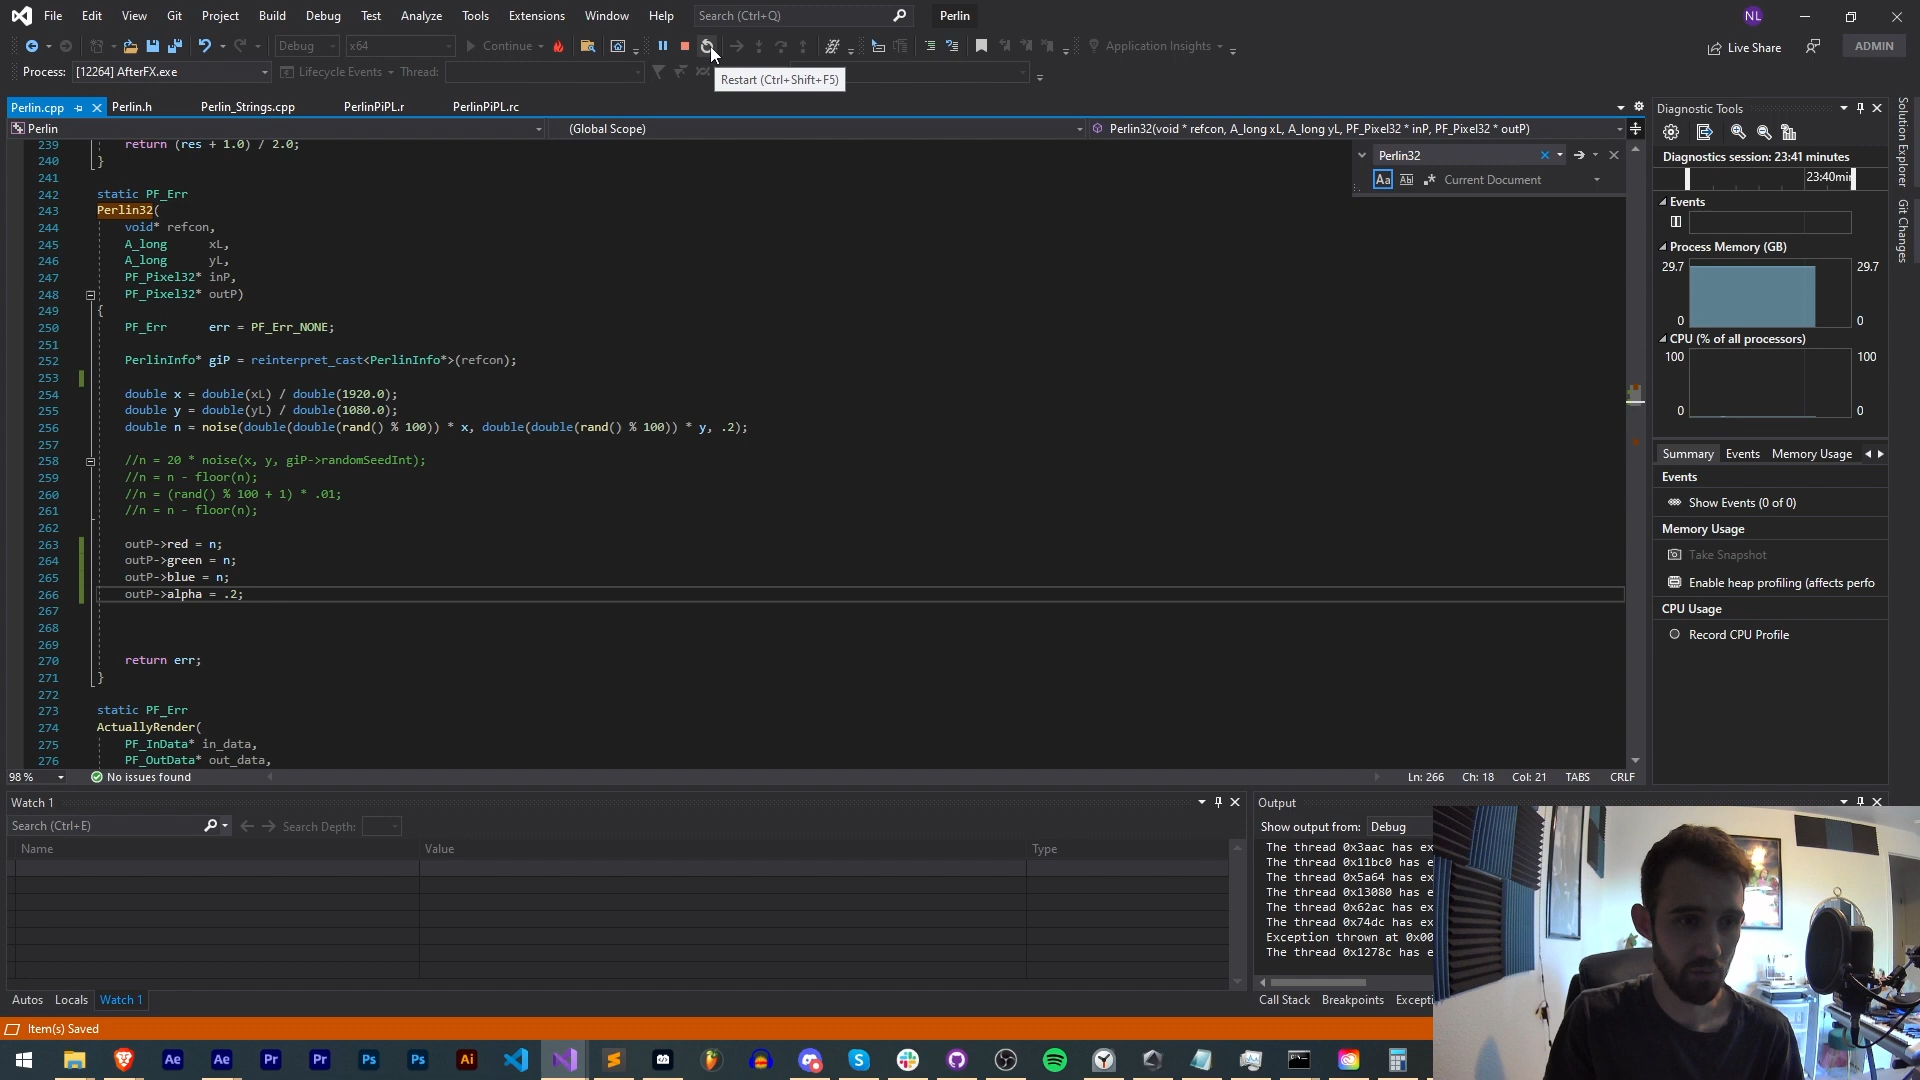 File Edit View Git Project Build Debug Test Analyze Tools Extensions Window Help Search (Ctrl+Q) Perlin NL
Debug x64 Continue Application Insights Live Share ADMIN
Process: [12264] AfterFX.exe Lifecycle Events Thread:
Restart (Ctrl+Shift+F5)
Perlin.cpp Perlin.h Perlin_Strings.cpp PerlinPiPL.r PerlinPiPL.rc
Perlin (Global Scope) Perlin32(void * refcon, A_long xL, A_long yL, PF_Pixel32 * inP, PF_Pixel32 * outP)
Perlin32
Aa Ab Current Document
239 return (res + 1.0) / 2.0;
240 }
241
242 static PF_Err
243 Perlin32(
244 void* refcon,
245 A_long xL,
246 A_long yL,
247 PF_Pixel32* inP,
248 PF_Pixel32* outP)
249 {
250 PF_Err err = PF_Err_NONE;
251
252 PerlinInfo* giP = reinterpret_cast<PerlinInfo*>(refcon);
253
254 double x = double(xL) / double(1920.0);
255 double y = double(yL) / double(1080.0);
256 double n = noise(double(double(rand() % 100)) * x, double(double(rand() % 100)) * y, .2);
257
258 //n = 20 * noise(x, y, giP->randomSeedInt);
259 //n = n - floor(n);
260 //n = (rand() % 100 + 1) * .01;
261 //n = n - floor(n);
262
263 outP->red = n;
264 outP->green = n;
265 outP->blue = n;
266 outP->alpha = .2;
267
268
269
270 return err;
271 }
272
273 static PF_Err
274 ActuallyRender(
275 PF_InData* in_data,
276 PF_OutData* out_data,
98 % No issues found Ln: 266 Ch: 18 Col: 21 TABS CRLF
Diagnostic Tools
Diagnostics session: 23:41 minutes
23:40min
Events
Process Memory (GB)
29.7 29.7
0 0
CPU (% of all processors)
100 100
0 0
Summary Events Memory Usage
Events
Show Events (0 of 0)
Memory Usage
Take Snapshot
Enable heap profiling (affects perfo
CPU Usage
Record CPU Profile
Solution Explorer
Git Changes
Watch 1
Search (Ctrl+E) Search Depth:
Name Value Type
Autos Locals Watch 1
Output
Show output from: Debug
The thread 0x3aac has ex
The thread 0x11bc0 has e
The thread 0x5a64 has ex
The thread 0x13080 has e
The thread 0x62ac has ex
The thread 0x74dc has ex
Exception thrown at 0x00
The thread 0x1278c has e
Call Stack Breakpoints Excepti
Item(s) Saved
Ae Ae Pr Pr Ps Ps Ai